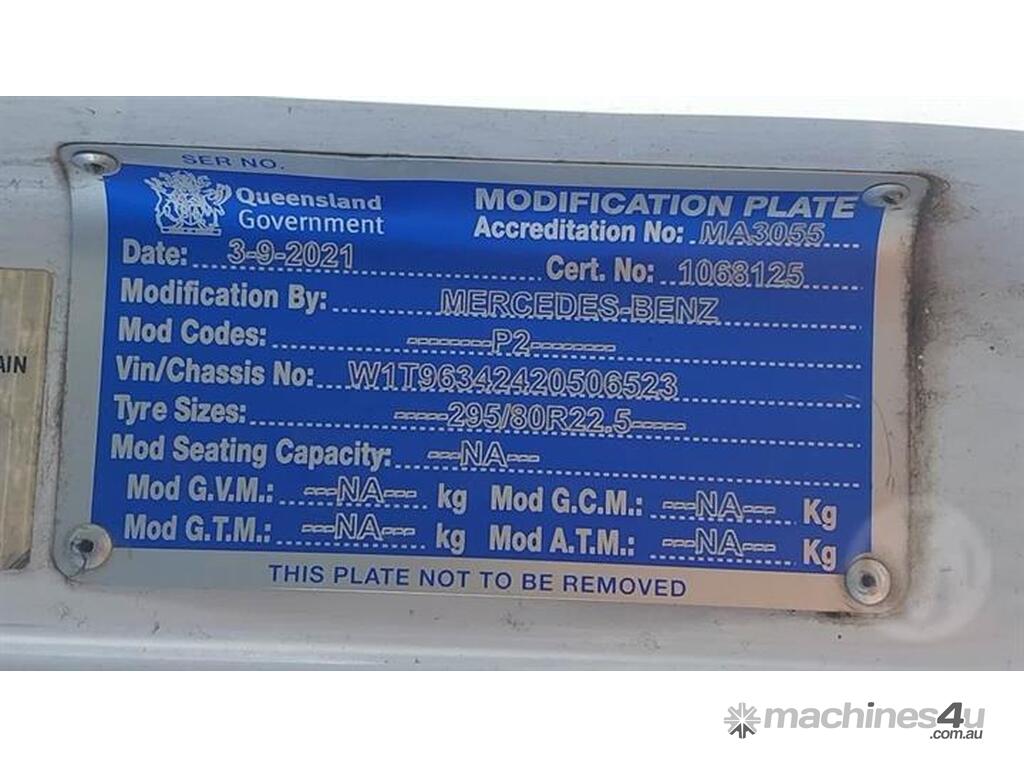 SER NO.
Queensland
Government
MODIFICATION PLATE
Accreditation No: MA3055
Date: 3-9-2021 Cert. No: 1068125
Modification By: MERCEDES-BENZ
Mod Codes: --------P2--------
Vin/Chassis No: W1T96342420506523
Tyre Sizes: -----295/80R22.5-----
Mod Seating Capacity: ---NA---
Mod G.V.M.: ---NA--- kg Mod G.C.M.: ---NA--- Kg
Mod G.T.M.: ---NA--- kg Mod A.T.M.: ---NA--- Kg
THIS PLATE NOT TO BE REMOVED
AIN
machines4u
.com.au